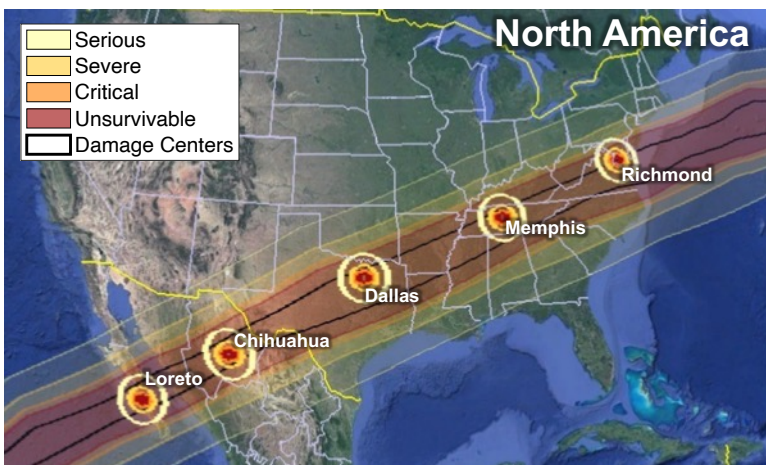 North America
Serious
Severe
Critical
Unsurvivable
Damage Centers
Richmond
Memphis
Dallas
Chihuahua
Loreto